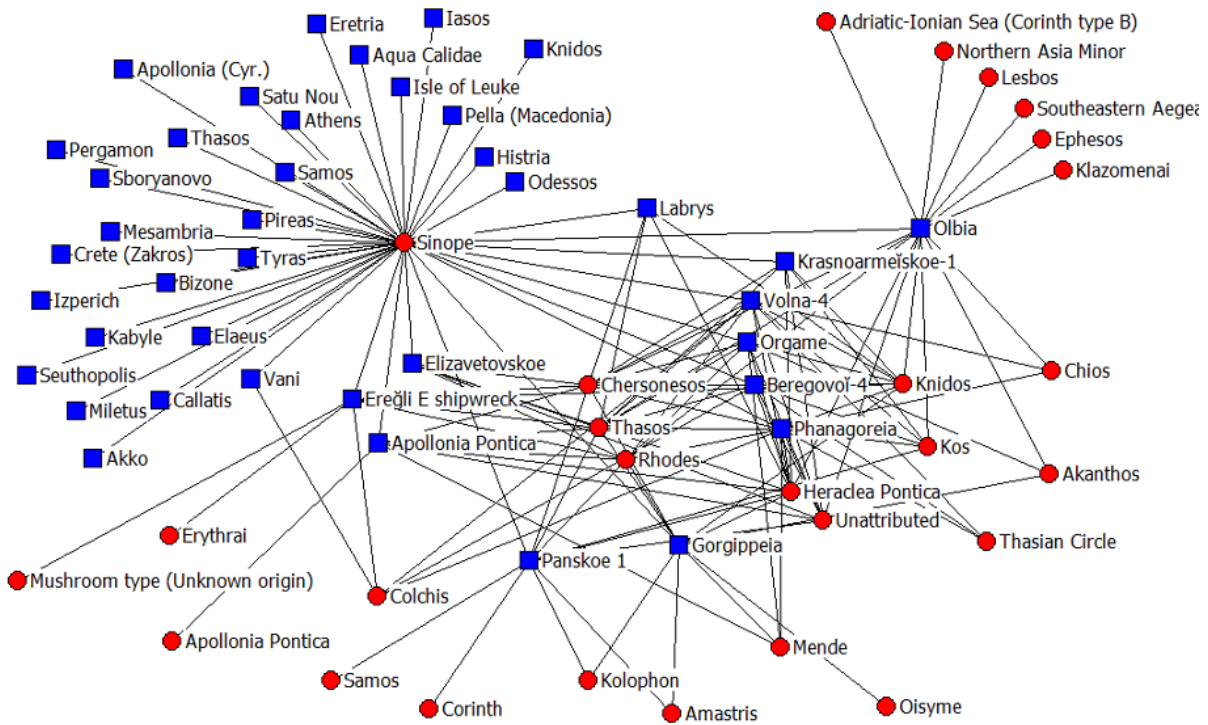 Iasos
Adriatic-Ionian Sea (Corinth type B)
Eretria
Knidos
Northern Asia Minor
Aqua Calidae
Apollonia (Cyr.)
Lesbos
Isle of Leuke
Satu Nou
Southeastern Aegea
Pella (Macedonia)
Athens
Thasos
Ephesos
Pergamon
Histria
Klazomenai
Samos
Sboryanovo
Odessos
Labrys
Pireas
Mesambria
Olbia
Sinope
Crete (Zakros)
Tyras
Krasnoarmeĭskoe-1
Bizone
Izperich
Volna-4
Kabyle
Elaeus
Orgame
Elizavetovskoe
Chios
Seuthopolis
Vani
Chersonesos
Beregovoĭ-4
Knidos
Ereğli E shipwreck
Miletus
Callatis
Thasos
Phanagoreia
Apollonia Pontica
Kos
Akko
Rhodes
Akanthos
Heraclea Pontica
Unattributed
Erythrai
Thasian Circle
Gorgippeia
Panskoe 1
Mushroom type (Unknown origin)
Colchis
Apollonia Pontica
Mende
Samos
Kolophon
Oisyme
Corinth
Amastris